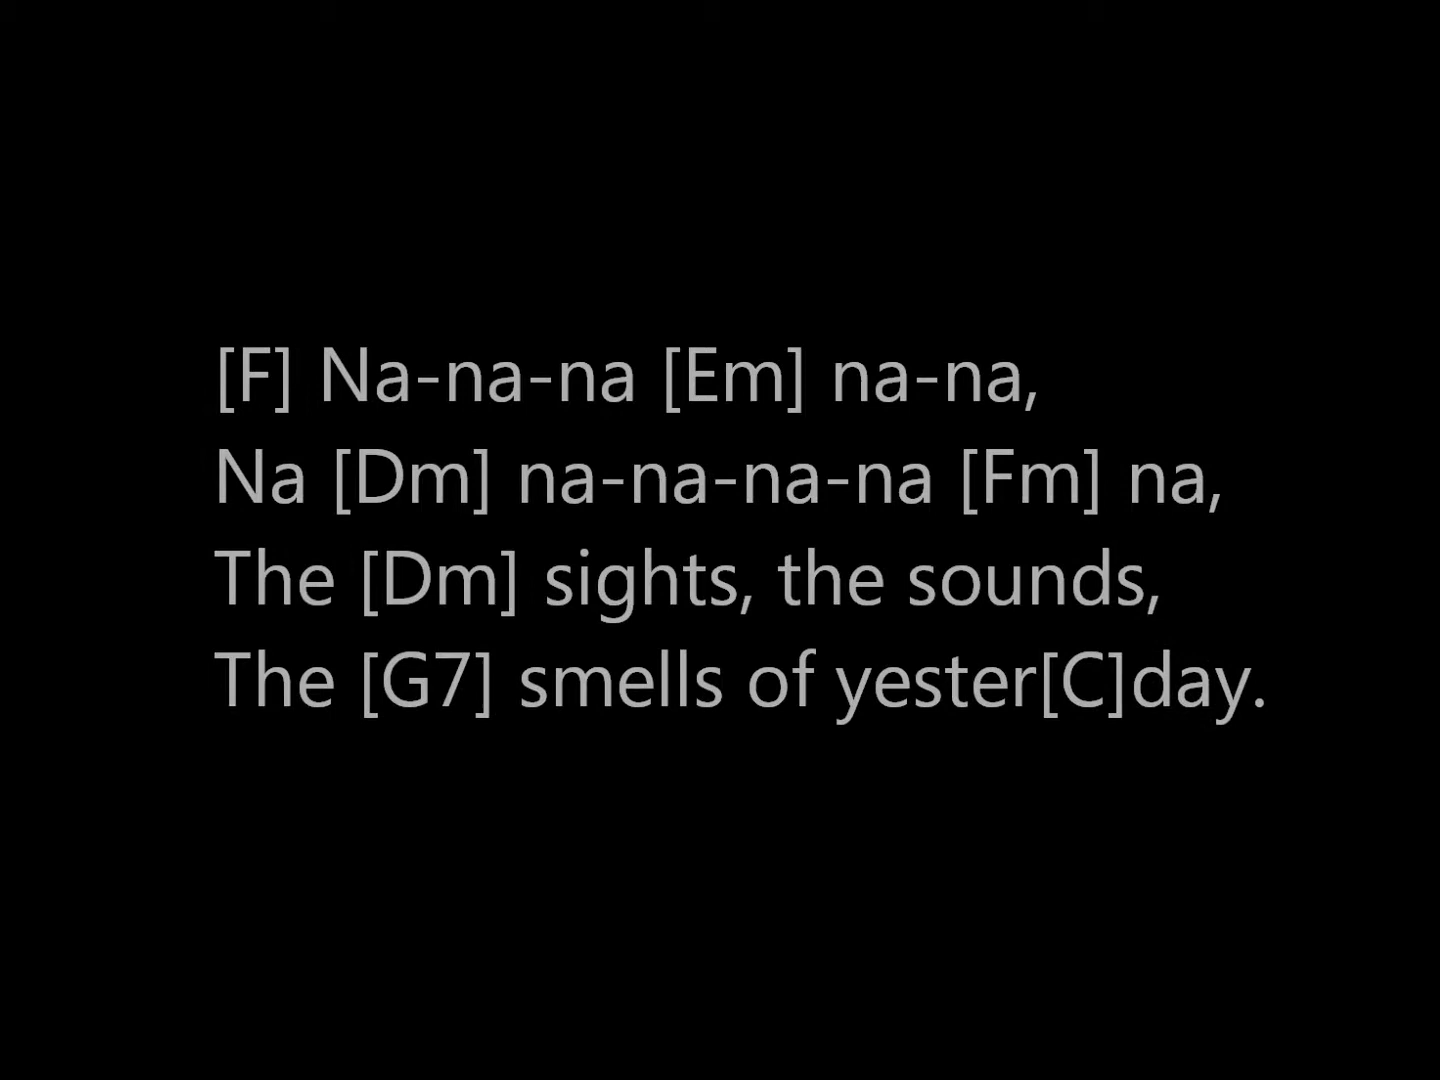 [F] Na-na-na [Em] na-na,
Na [Dm] na-na-na-na [Fm] na,
The [Dm] sights, the sounds,
The [G7] smells of yester[C]day.